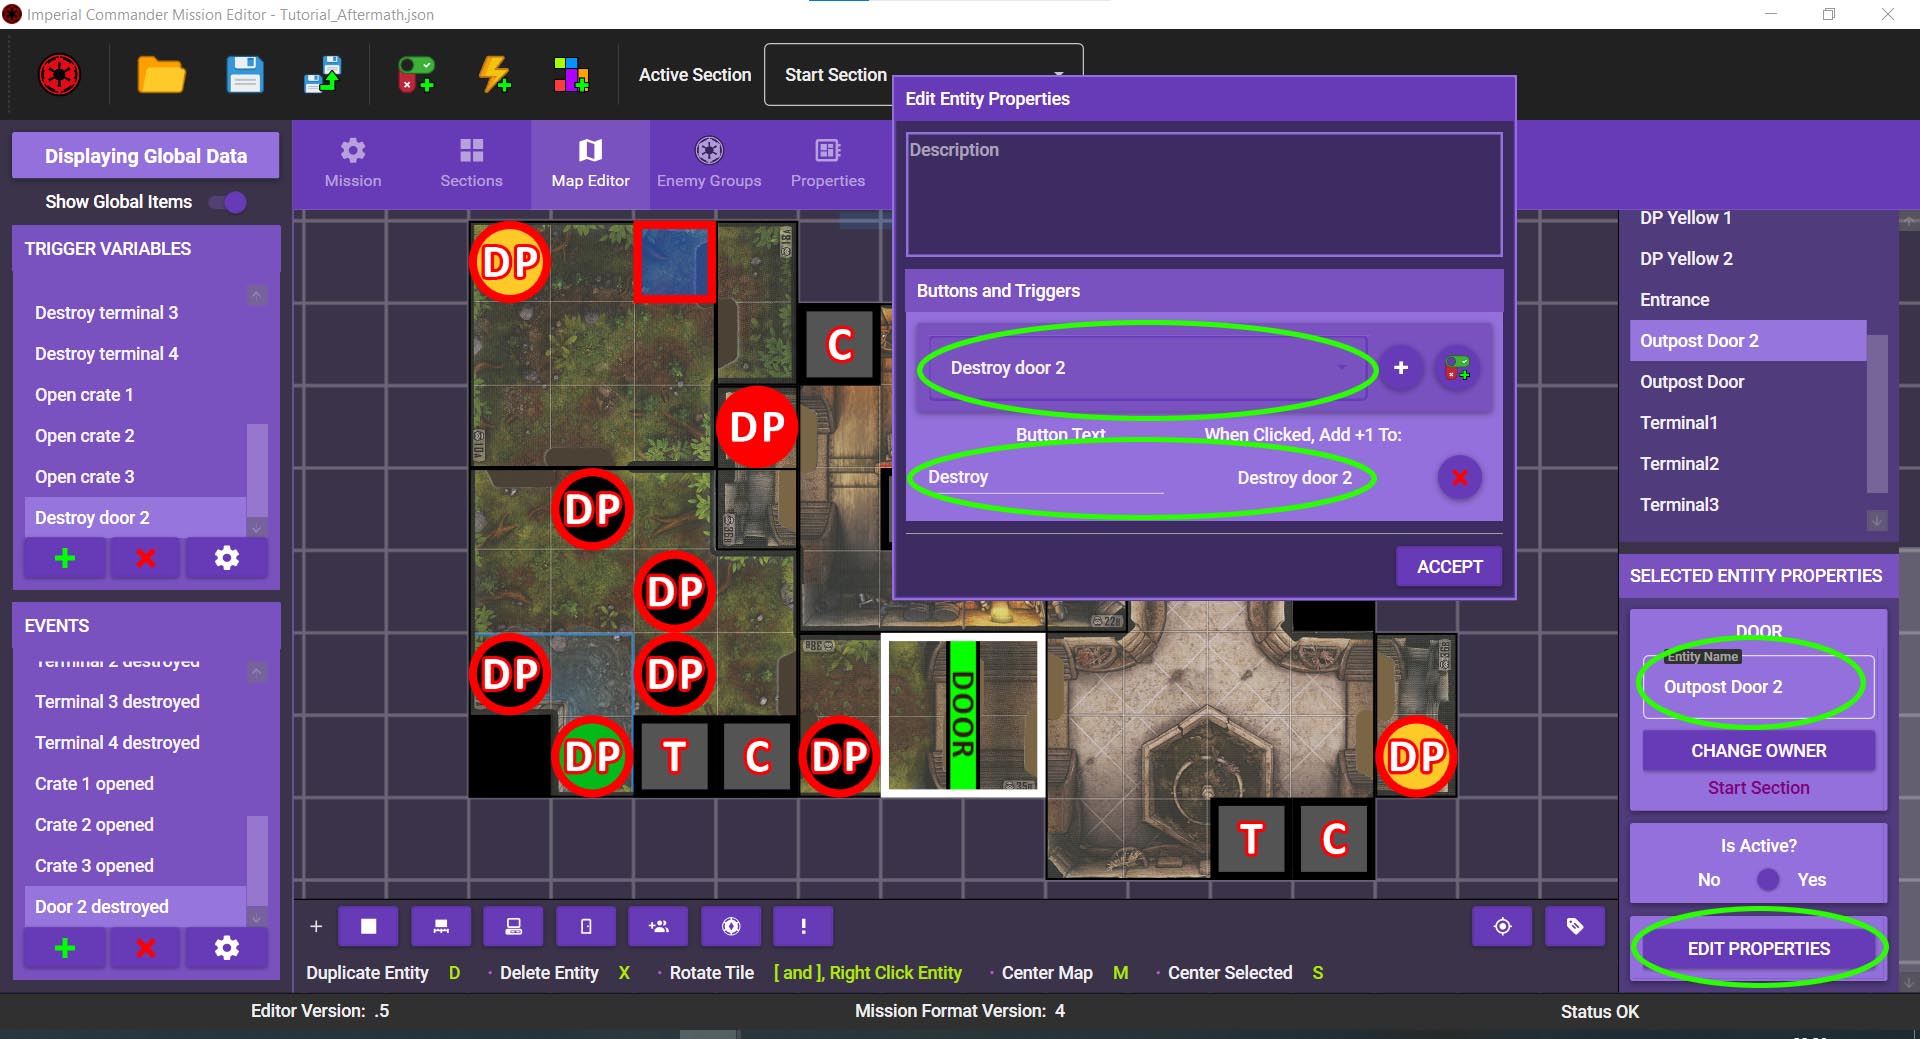 Imperial Commander Mission Editor - Tutorial_Aftermath.json
Active Section
Start Section
Displaying Global Data
Show Global Items
TRIGGER VARIABLES
Destroy terminal 3
Destroy terminal 4
Open crate 1
Open crate 2
Open crate 3
Destroy door 2
EVENTS
Terminal 2 destroyed
Terminal 3 destroyed
Terminal 4 destroyed
Crate 1 opened
Crate 2 opened
Crate 3 opened
Door 2 destroyed
Mission
Sections
Map Editor
Enemy Groups
Properties
DP
C
DP
DP
DP
DP
DP
DP
T
C
DP
DOOR
DP
T
C
Edit Entity Properties
Description
Buttons and Triggers
Destroy door 2
Button Text
When Clicked, Add +1 To:
Destroy
Destroy door 2
ACCEPT
DP Yellow 1
DP Yellow 2
Entrance
Outpost Door 2
Outpost Door
Terminal1
Terminal2
Terminal3
SELECTED ENTITY PROPERTIES
DOOR
Entity Name
Outpost Door 2
CHANGE OWNER
Start Section
Is Active?
No
Yes
EDIT PROPERTIES
Duplicate Entity D · Delete Entity X · Rotate Tile [ and ], Right Click Entity · Center Map M · Center Selected S
Editor Version: .5
Mission Format Version: 4
Status OK